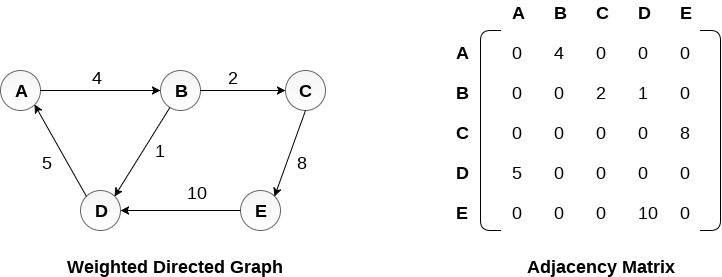 A B C D E
A 4 B 2 C
5 1 8
D 10 E
A 0 4 0 0 0
B 0 0 2 1 0
C 0 0 0 0 8
D 5 0 0 0 0
E 0 0 0 10 0
Weighted Directed Graph
Adjacency Matrix